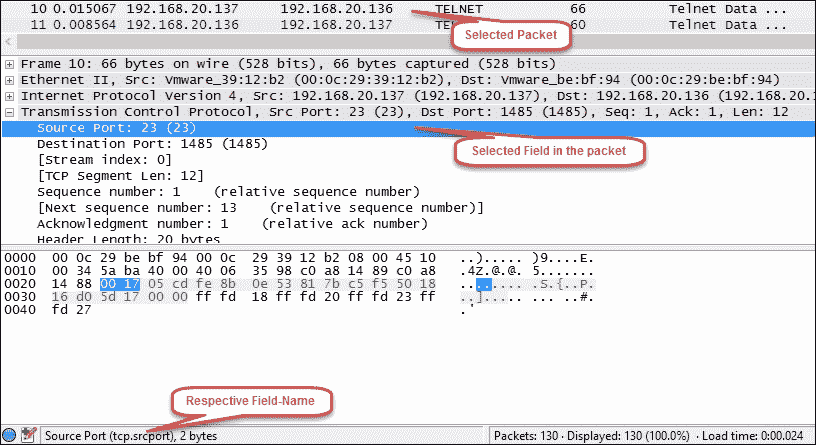 10 0.015067 192.168.20.137 192.168.20.136 TELNET 66 Telnet Data ...
11 0.008564 192.168.20.136 192.168.20.137 60 Telnet Data ...
Selected Packet
Frame 10: 66 bytes on wire (528 bits), 66 bytes captured (528 bits)
Ethernet II, Src: Vmware_39:12:b2 (00:0c:29:39:12:b2), Dst: Vmware_be:bf:94 (00:0c:29:be:bf:94)
Internet Protocol Version 4, Src: 192.168.20.137 (192.168.20.137), Dst: 192.168.20.136 (192.168.20.13
Transmission Control Protocol, Src Port: 23 (23), Dst Port: 1485 (1485), Seq: 1, Ack: 1, Len: 12
Source Port: 23 (23)
Destination Port: 1485 (1485)
Selected Field in the packet
[Stream index: 0]
[TCP Segment Len: 12]
Sequence number: 1 (relative sequence number)
[Next sequence number: 13 (relative sequence number)]
Acknowledgment number: 1 (relative ack number)
Header Length: 20 bytes
0000 00 0c 29 be bf 94 00 0c 29 39 12 b2 08 00 45 10 ..)..... )9....E.
0010 00 34 5a ba 40 00 40 06 35 98 c0 a8 14 89 c0 a8 .4Z.@.@. 5.......
0020 14 88 00 17 05 cd fe 8b 0e 53 81 7b c5 f5 50 18 ........ .S.{..P.
0030 16 d0 5d 17 00 00 ff fd 18 ff fd 20 ff fd 23 ff ..]..... ... ..#.
0040 fd 27 .'
Respective Field-Name
Source Port (tcp.srcport), 2 bytes
Packets: 130 · Displayed: 130 (100.0%) · Load time: 0:00.024